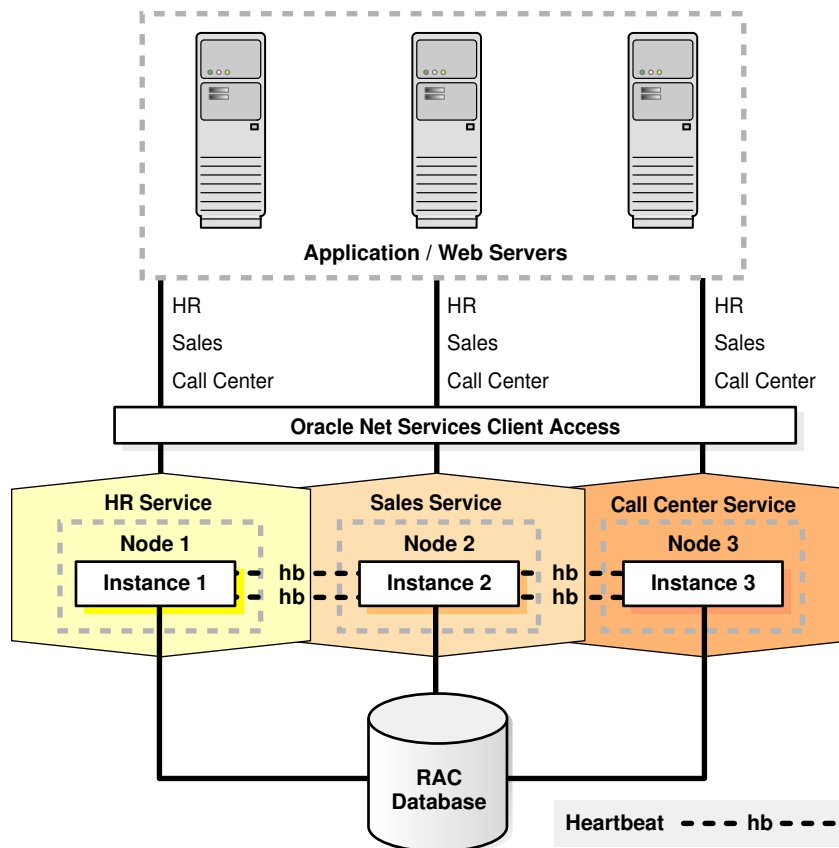 Application / Web Servers
HR
HR
HR
Sales
Sales
Sales
Call Center
Call Center
Call Center
Oracle Net Services Client Access
HR Service
Sales Service
Call Center Service
Node 1
Node 2
Node 3
Instance 1
hb
Instance 2
hb
Instance 3
hb
hb
RAC
Database
Heartbeat
hb